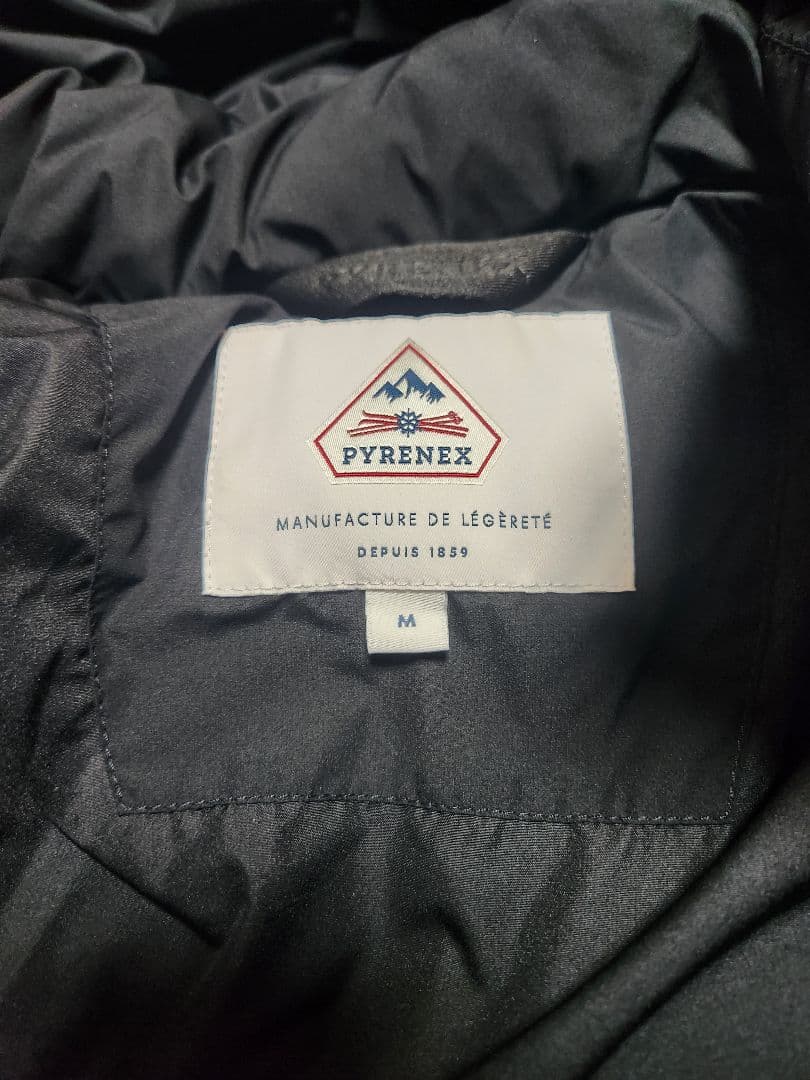 PYRENEX
MANUFACTURE DE LÉGÈRETÉ
DEPUIS 1859
M